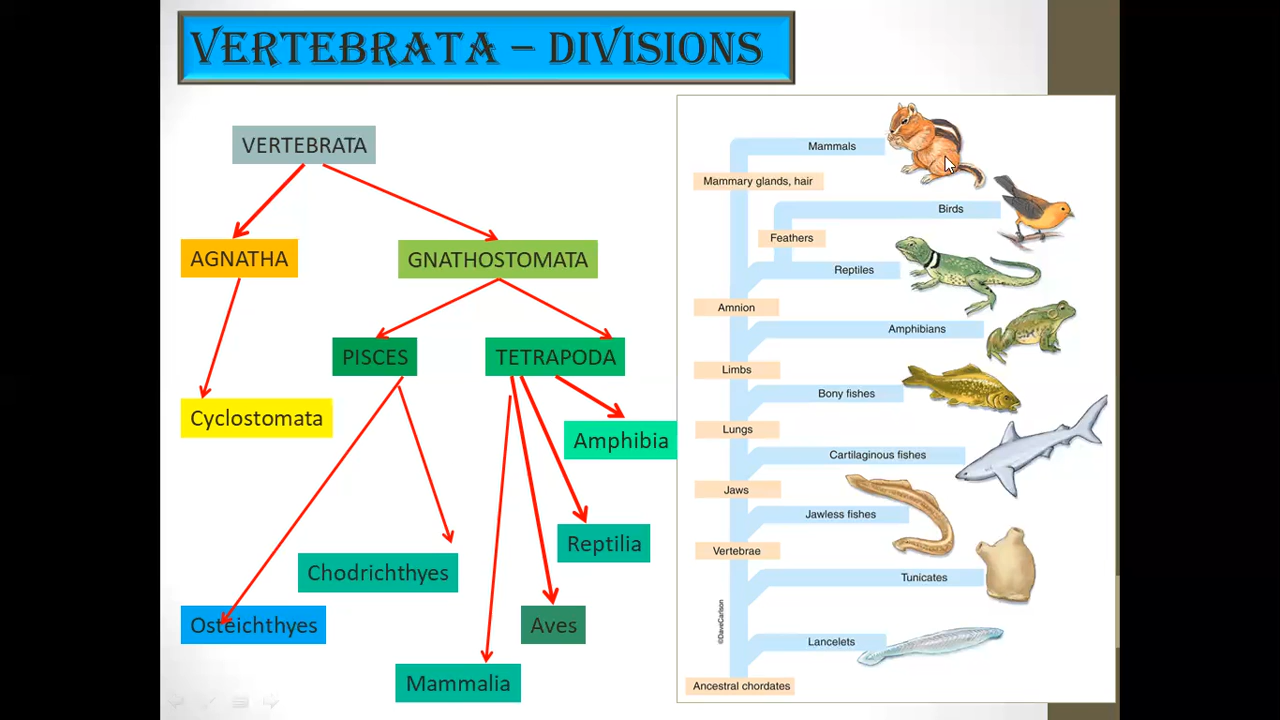 VERTEBRATA – DIVISIONS
VERTEBRATA
AGNATHA
GNATHOSTOMATA
PISCES
TETRAPODA
Cyclostomata
Amphibia
Reptilia
Chodrichthyes
Osteichthyes
Aves
Mammalia
Mammals
Mammary glands, hair
Birds
Feathers
Reptiles
Amnion
Amphibians
Limbs
Bony fishes
Lungs
Cartilaginous fishes
Jaws
Jawless fishes
Vertebrae
Tunicates
©DaveCarlson
Lancelets
Ancestral chordates